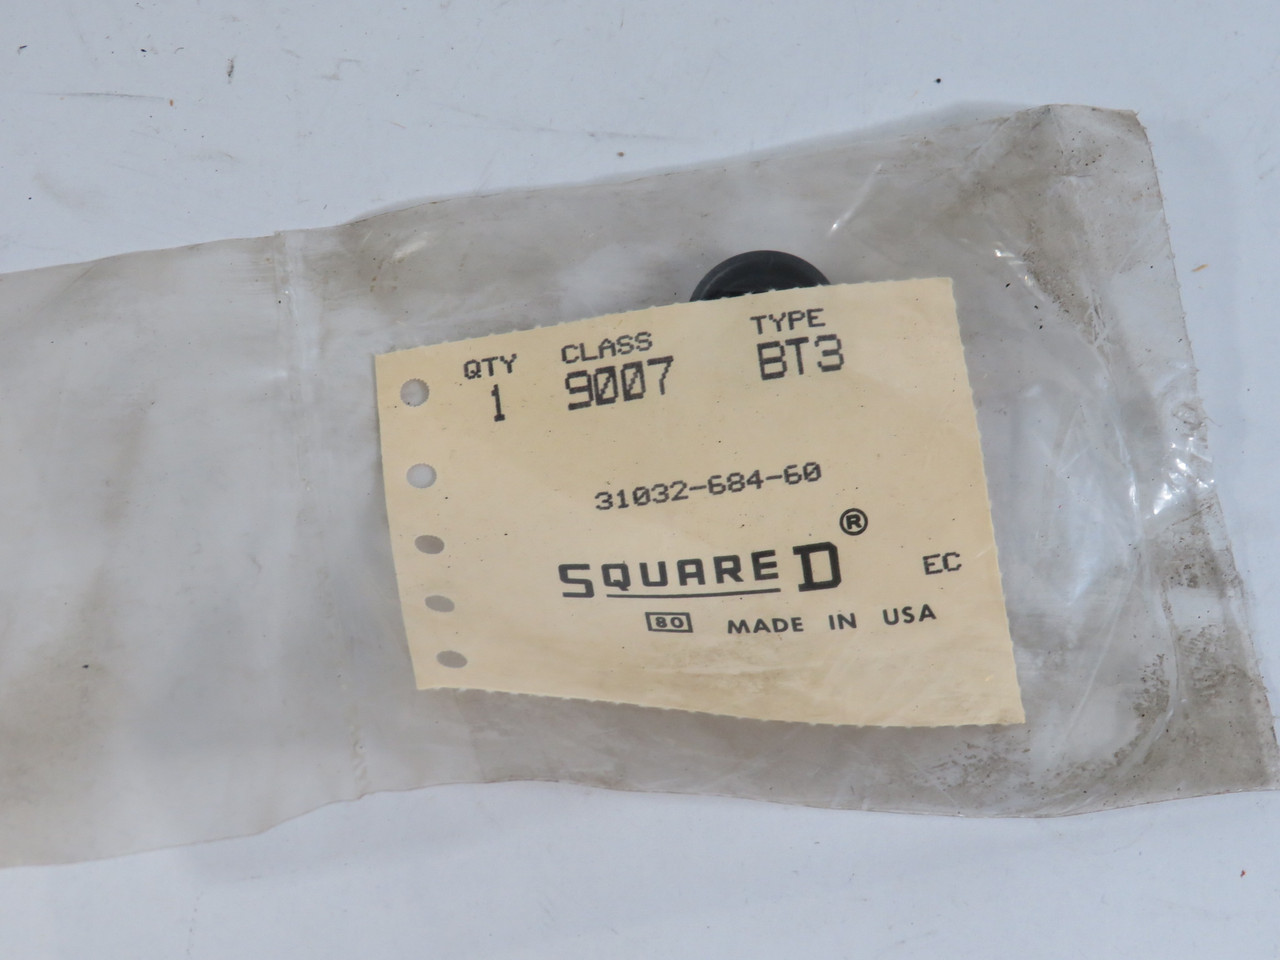 QTY CLASS TYPE
1 9007 BT3
31032-684-60
SQUARE D®
EC
80 MADE IN USA